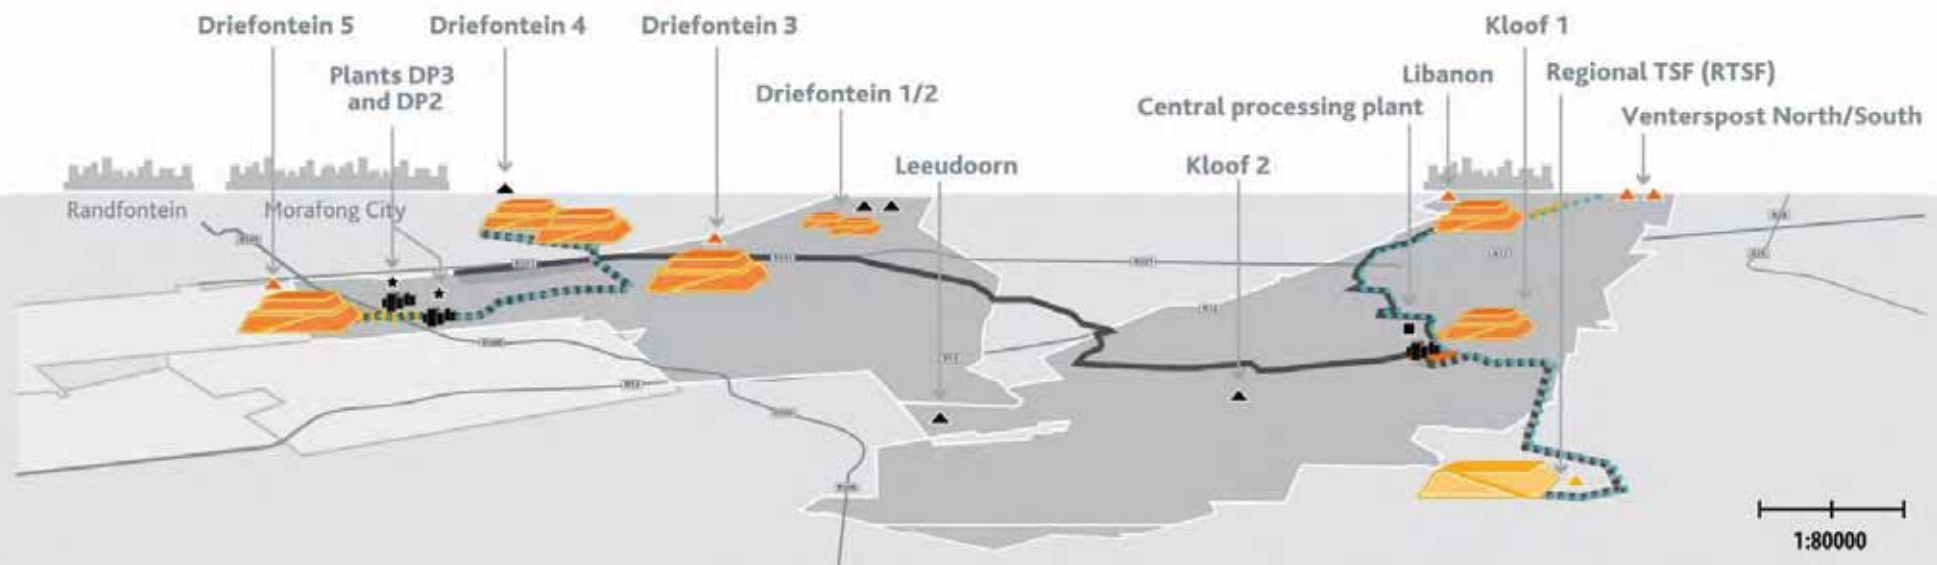 Driefontein 5
Driefontein 4
Driefontein 3
Kloof 1
Plants DP3
and DP2
Libanon
Regional TSF (RTSF)
Driefontein 1/2
Central processing plant
Venterspost North/South
Leeudoorn
Kloof 2
Randfontein
Morafong City
1:80000